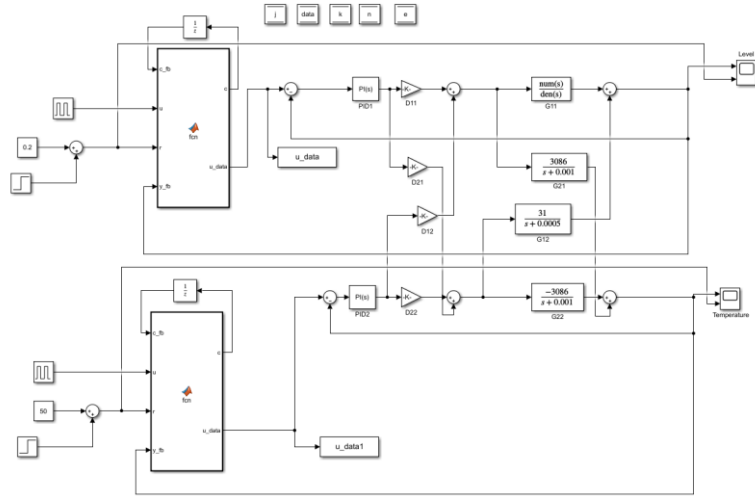 j data k n e
1
z
c_fb
u
r
y_fb
fcn
c
u_data
0.2
u_data
PI(s)
PID1
-K-
D11
num(s)
den(s)
G11
Level
-K-
D21
3086
s + 0.001
G21
-K-
D12
31
s + 0.0005
G12
1
z
c_fb
u
r
y_fb
fcn
c
u_data
50
u_data1
PI(s)
PID2
-K-
D22
-3086
s + 0.001
G22
Temperature